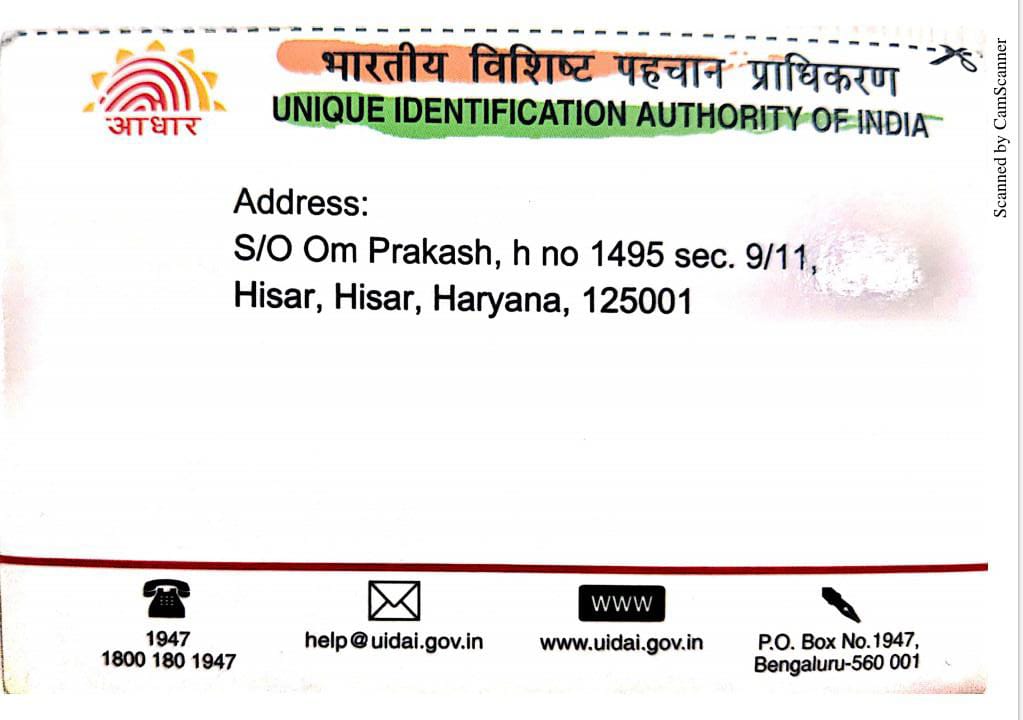 भारतीय विशिष्ट पहचान प्राधिकरण
UNIQUE IDENTIFICATION AUTHORITY OF INDIA
आधार
Address:
S/O Om Prakash, h no 1495 sec. 9/11,
Hisar, Hisar, Haryana, 125001
1947
1800 180 1947
help@uidai.gov.in
WWW
www.uidai.gov.in
P.O. Box No.1947,
Bengaluru-560 001
Scanned by CamScanner